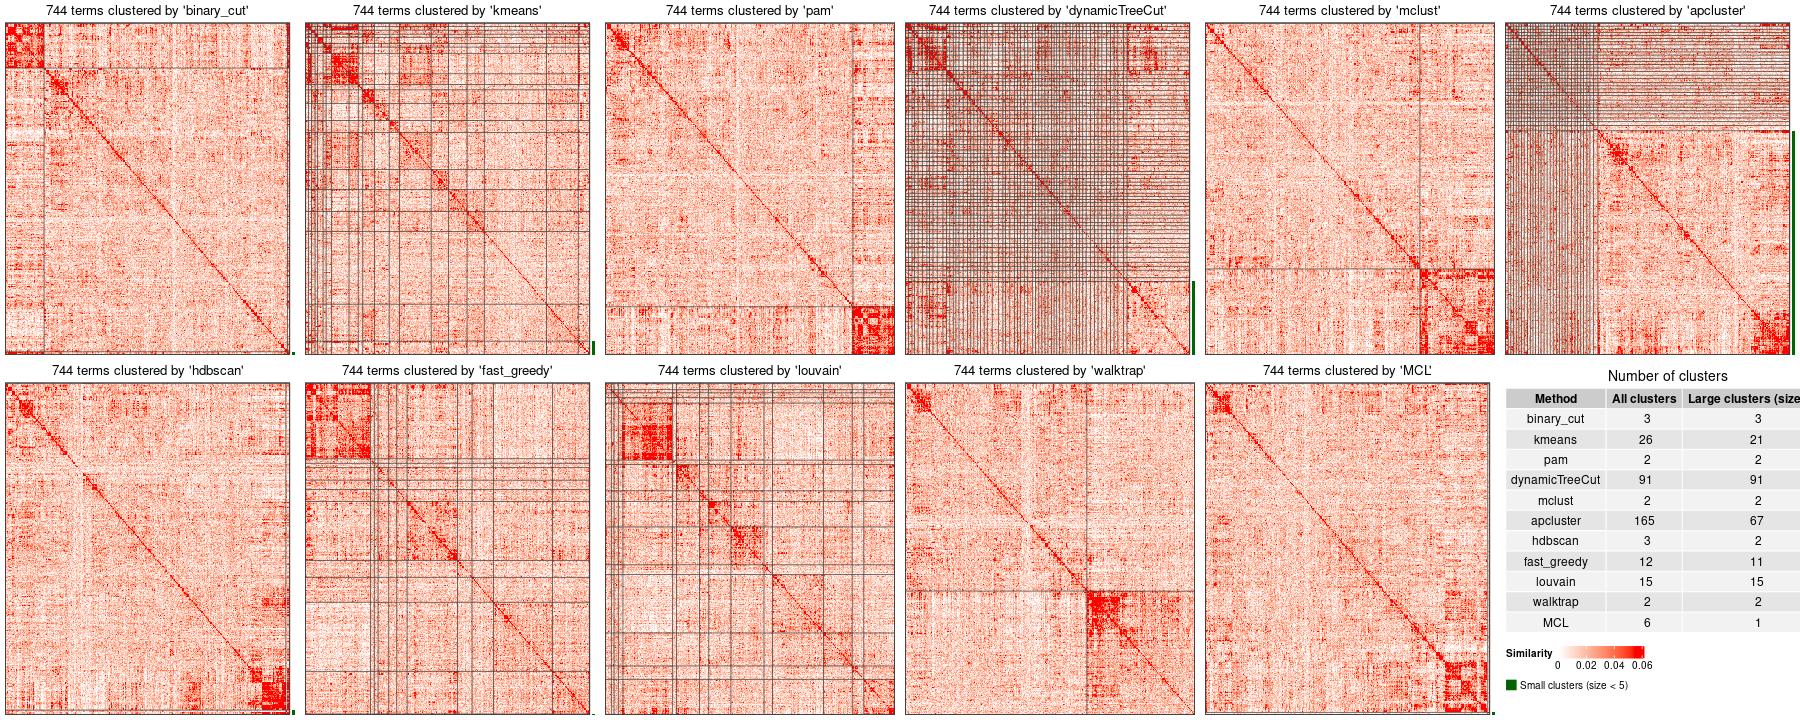 744 terms clustered by 'binary_cut'
744 terms clustered by 'kmeans'
744 terms clustered by 'pam'
744 terms clustered by 'dynamicTreeCut'
744 terms clustered by 'mclust'
744 terms clustered by 'apcluster'
744 terms clustered by 'hdbscan'
744 terms clustered by 'fast_greedy'
744 terms clustered by 'louvain'
744 terms clustered by 'walktrap'
744 terms clustered by 'MCL'
Number of clusters
Method All clusters Large clusters (size
binary_cut 3 3
kmeans 26 21
pam 2 2
dynamicTreeCut 91 91
mclust 2 2
apcluster 165 67
hdbscan 3 2
fast_greedy 12 11
louvain 15 15
walktrap 2 2
MCL 6 1
Similarity
0 0.02 0.04 0.06
Small clusters (size < 5)